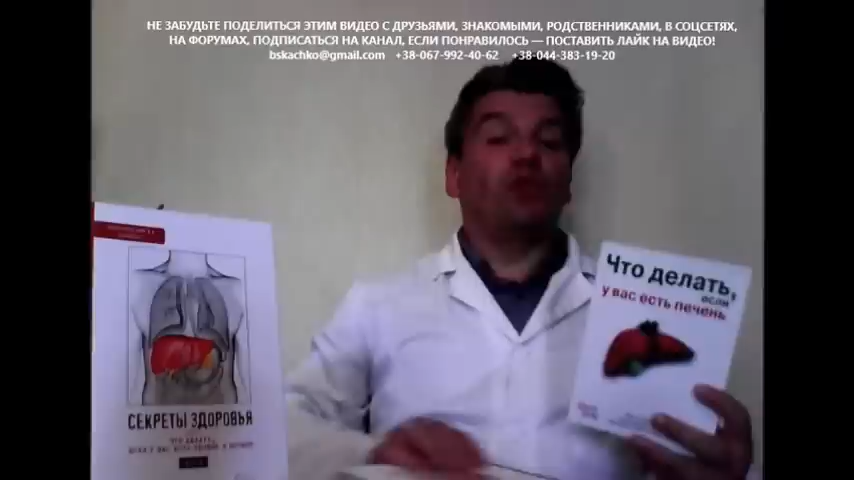 НЕ ЗАБУДЬТЕ ПОДЕЛИТЬСЯ ЭТИМ ВИДЕО С ДРУЗЬЯМИ, ЗНАКОМЫМИ, РОДСТВЕННИКАМИ, В СОЦСЕТЯХ,
НА ФОРУМАХ, ПОДПИСАТЬСЯ НА КАНАЛ, ЕСЛИ ПОНРАВИЛОСЬ — ПОСТАВИТЬ ЛАЙК НА ВИДЕО!
bskachko@gmail.com +38-067-992-40-62 +38-044-383-19-20
Что делать,
если
у вас есть печень
СЕКРЕТЫ ЗДОРОВЬЯ
ЧТО ДЕЛАТЬ,